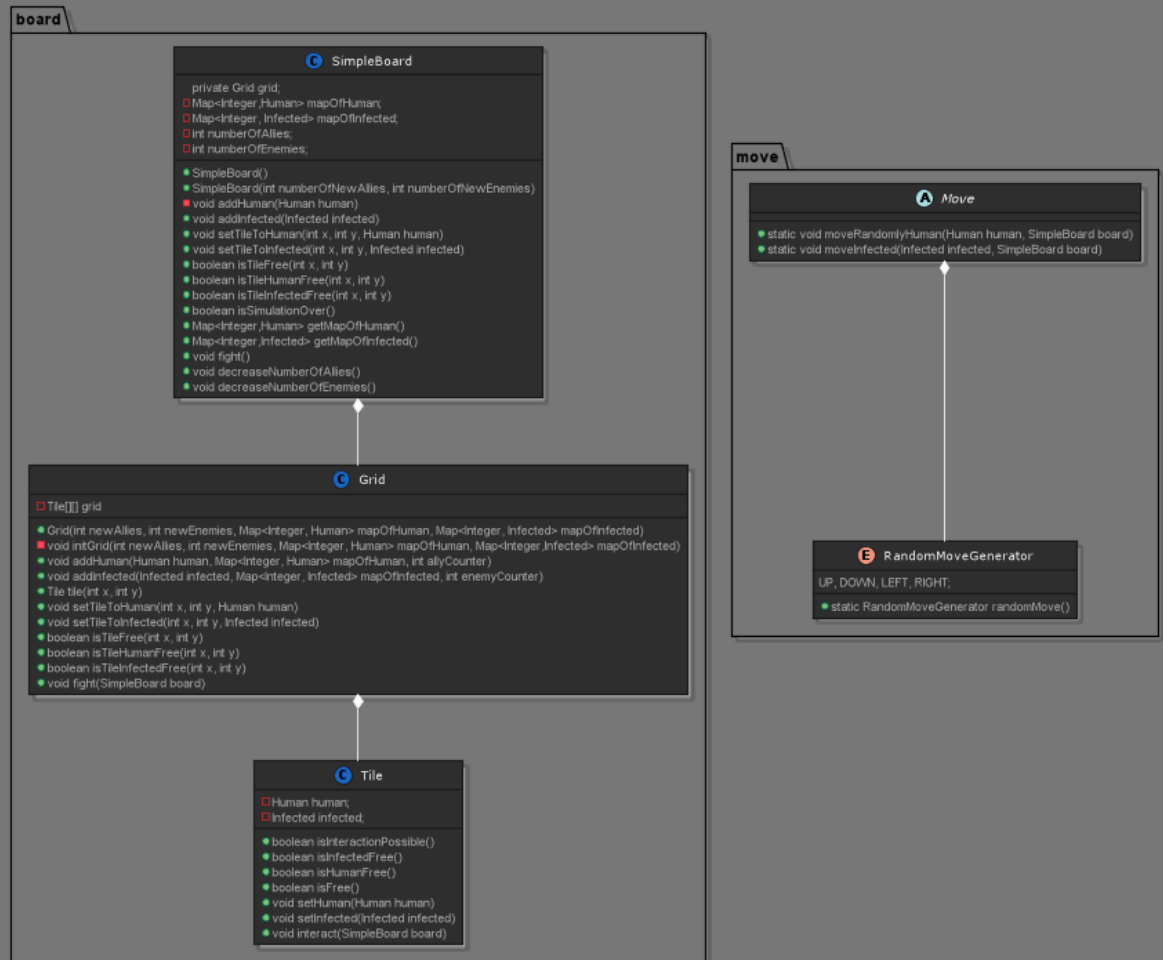 board
C SimpleBoard
private Grid grid;
Map<Integer,Human> mapOfHuman;
Map<Integer, Infected> mapOfInfected;
int numberOfAllies;
int numberOfEnemies;
SimpleBoard()
SimpleBoard(int numberOfNewAllies, int numberOfNewEnemies)
void addHuman(Human human)
void addInfected(Infected infected)
void setTileToHuman(int x, int y, Human human)
void setTileToInfected(int x, int y, Infected infected)
boolean isTileFree(int x, int y)
boolean isTileHumanFree(int x, int y)
boolean isTileInfectedFree(int x, int y)
boolean isSimulationOver()
Map<Integer,Human> getMapOfHuman()
Map<Integer,Infected> getMapOfInfected()
void fight()
void decreaseNumberOfAllies()
void decreaseNumberOfEnemies()
C Grid
Tile[][] grid
Grid(int newAllies, int newEnemies, Map<Integer, Human> mapOfHuman, Map<Integer, Infected> mapOfInfected)
void initGrid(int newAllies, int newEnemies, Map<Integer, Human> mapOfHuman, Map<Integer,Infected> mapOfInfected)
void addHuman(Human human, Map<Integer, Human> mapOfHuman, int allyCounter)
void addInfected(Infected infected, Map<Integer, Infected> mapOfInfected, int enemyCounter)
Tile tile(int x, int y)
void setTileToHuman(int x, int y, Human human)
void setTileToInfected(int x, int y, Infected infected)
boolean isTileFree(int x, int y)
boolean isTileHumanFree(int x, int y)
boolean isTileInfectedFree(int x, int y)
void fight(SimpleBoard board)
C Tile
Human human;
Infected infected;
boolean isInteractionPossible()
boolean isInfectedFree()
boolean isHumanFree()
boolean isFree()
void setHuman(Human human)
void setInfected(Infected infected)
void interact(SimpleBoard board)
move
A Move
static void moveRandomlyHuman(Human human, SimpleBoard board)
static void moveInfected(Infected infected, SimpleBoard board)
E RandomMoveGenerator
UP, DOWN, LEFT, RIGHT;
static RandomMoveGenerator randomMove()